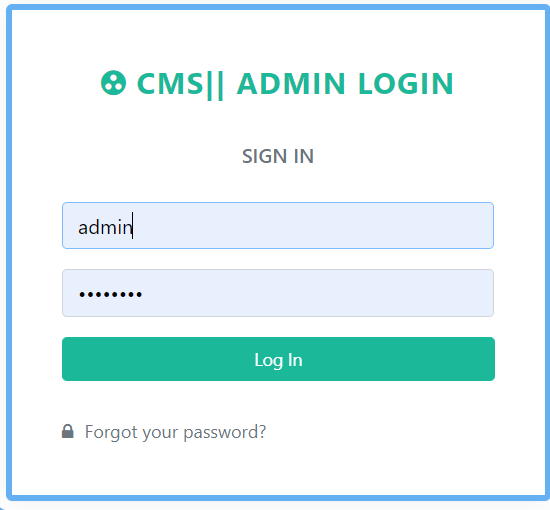 CMS|| ADMIN LOGIN
SIGN IN
admin
••••••••
Log In
Forgot your password?